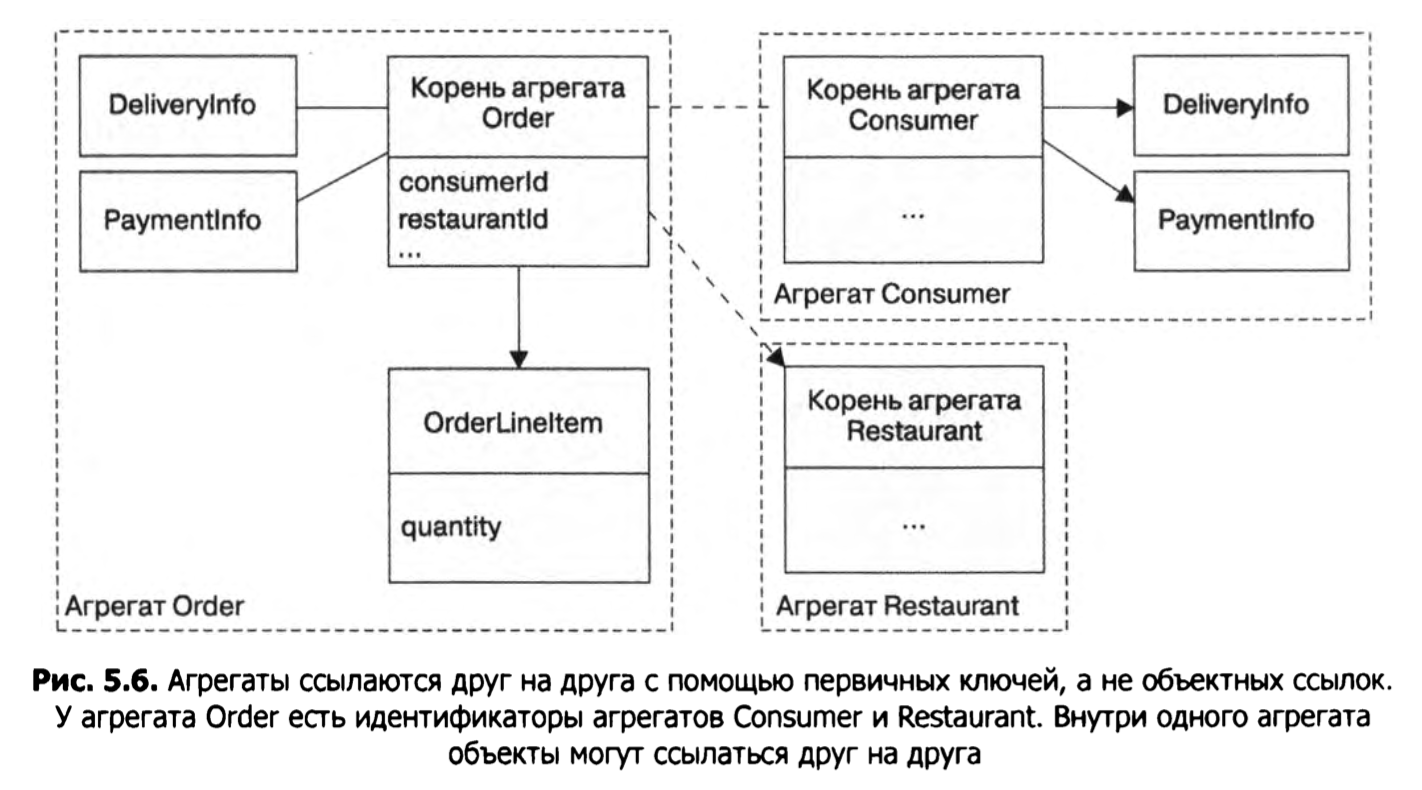 DeliveryInfo
PaymentInfo
Корень агрегата
Order
consumerId
restaurantId
...
OrderLineItem
quantity
Агрегат Order
Корень агрегата
Consumer
...
DeliveryInfo
PaymentInfo
Агрегат Consumer
Корень агрегата
Restaurant
...
Агрегат Restaurant
Рис. 5.6. Агрегаты ссылаются друг на друга с помощью первичных ключей, а не объектных ссылок.
У агрегата Order есть идентификаторы агрегатов Consumer и Restaurant. Внутри одного агрегата
объекты могут ссылаться друг на друга